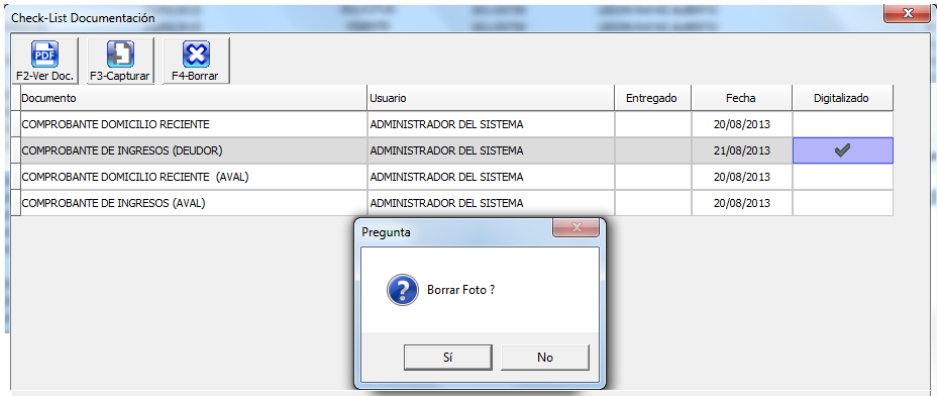 Check-List Documentación
F2-Ver Doc. F3-Capturar F4-Borrar
Documento Usuario Entregado Fecha Digitalizado
COMPROBANTE DOMICILIO RECIENTE ADMINISTRADOR DEL SISTEMA 20/08/2013
COMPROBANTE DE INGRESOS (DEUDOR) ADMINISTRADOR DEL SISTEMA 21/08/2013
COMPROBANTE DOMICILIO RECIENTE (AVAL) ADMINISTRADOR DEL SISTEMA 20/08/2013
COMPROBANTE DE INGRESOS (AVAL) ADMINISTRADOR DEL SISTEMA 20/08/2013
Pregunta
Borrar Foto ?
Sí No